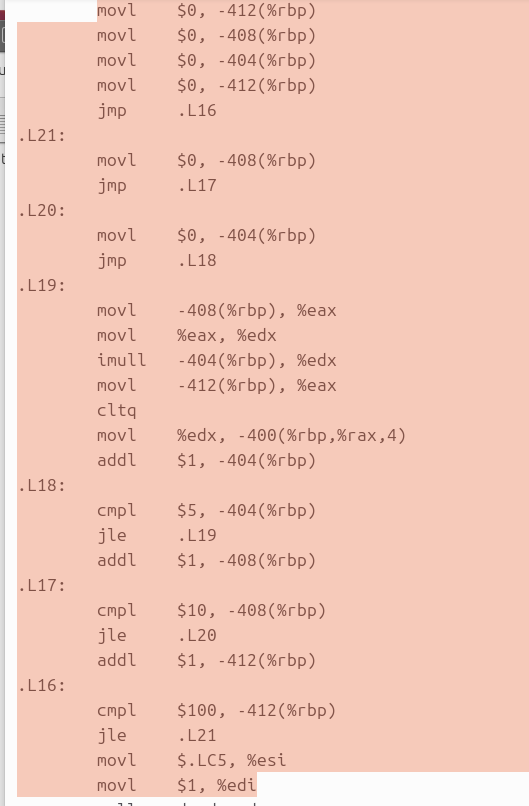 movl $0, -412(%rbp)
movl $0, -408(%rbp)
movl $0, -404(%rbp)
movl $0, -412(%rbp)
jmp .L16
.L21:
movl $0, -408(%rbp)
jmp .L17
.L20:
movl $0, -404(%rbp)
jmp .L18
.L19:
movl -408(%rbp), %eax
movl %eax, %edx
imull -404(%rbp), %edx
movl -412(%rbp), %eax
cltq
movl %edx, -400(%rbp,%rax,4)
addl $1, -404(%rbp)
.L18:
cmpl $5, -404(%rbp)
jle .L19
addl $1, -408(%rbp)
.L17:
cmpl $10, -408(%rbp)
jle .L20
addl $1, -412(%rbp)
.L16:
cmpl $100, -412(%rbp)
jle .L21
movl $.LC5, %esi
movl $1, %edi